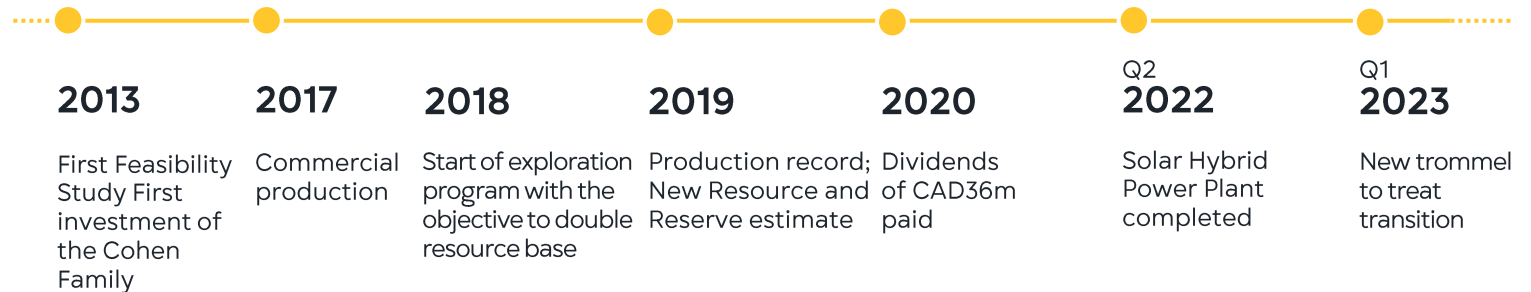 2013
First Feasibility
Study First
investment of
the Cohen
Family
2017
Commercial
production
2018
Start of exploration
program with the
objective to double
resource base
2019
Production record;
New Resource and
Reserve estimate
2020
Dividends
of CAD36m
paid
Q2
2022
Solar Hybrid
Power Plant
completed
Q1
2023
New trommel
to treat
transition